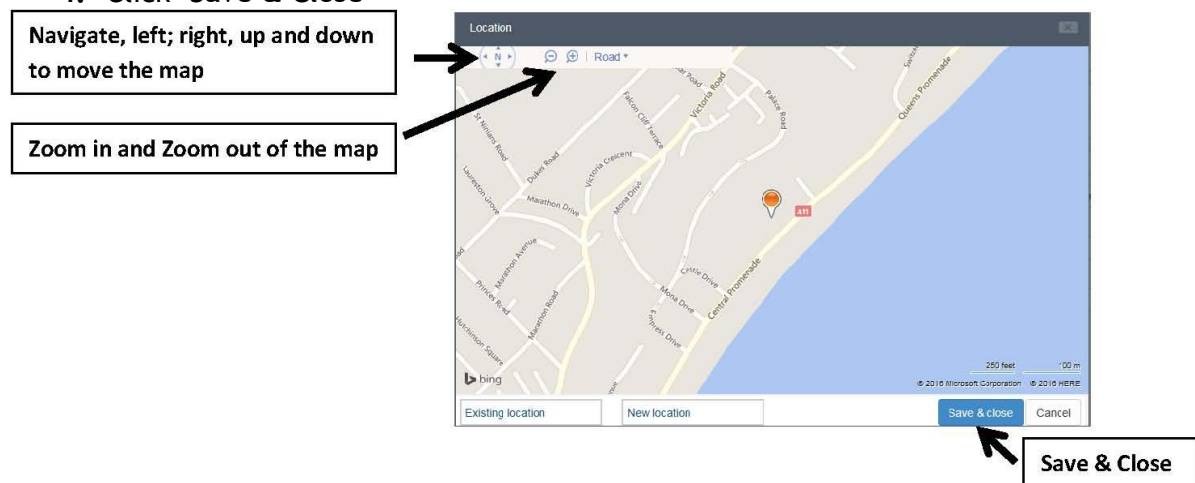 Click "Save & Close"
Navigate, left; right, up and down
to move the map
Zoom in and Zoom out of the map
Location
N
Road
Road
Victoria Road
Palace Road
Queens Promenade
Falcon Cliff Terrace
St Ninians Road
Dukes Road
Victoria Crescent
Laureston Grove
Marathon Drive
Mona Drive
A11
Marathon Avenue
Castle Drive
Princes Road
Marathon Road
Mona Drive
Central Promenade
Empress Drive
Hutchinson Square
bing
250 feet
100 m
© 2016 Microsoft Corporation
© 2016 HERE
Existing location
New location
Save & close
Cancel
Save & Close